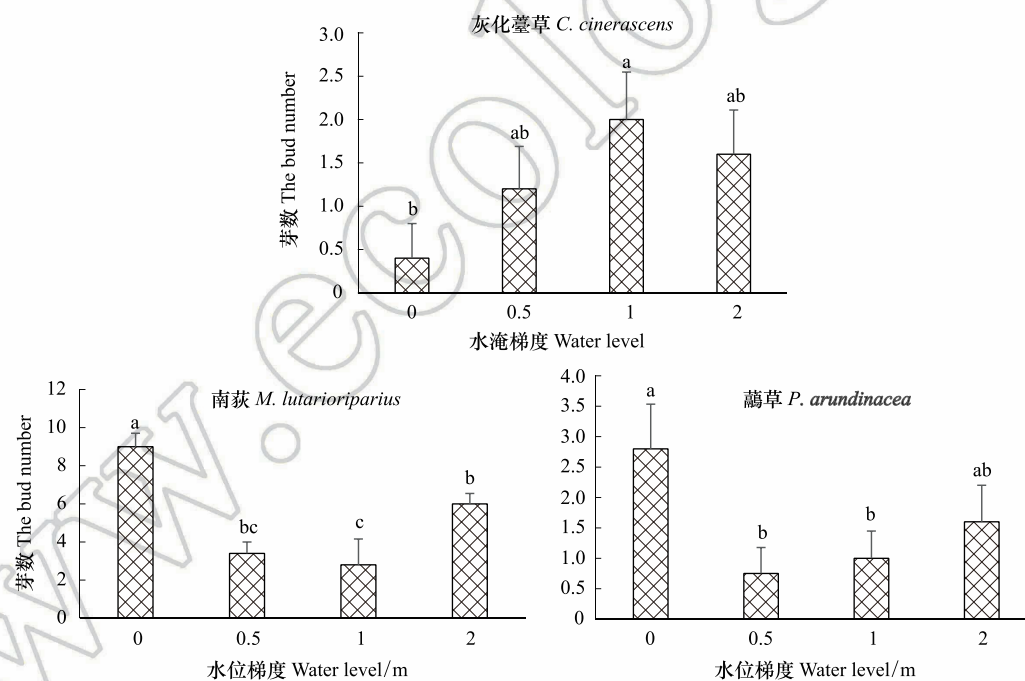 灰化薹草 C. cinerascens
芽数 The bud number
3.0
2.5
2.0
1.5
1.0
0.5
0
b
ab
a
ab
0 0.5 1 2
水淹梯度 Water level
南荻 M. lutarioriparius
芽数 The bud number
12
10
8
6
4
2
0
a
bc
c
b
0 0.5 1 2
水位梯度 Water level/m
虉草 P. arundinacea
4.0
3.5
3.0
2.5
2.0
1.5
1.0
0.5
0
a
b
b
ab
0 0.5 1 2
水位梯度 Water level/m
www.ecolog